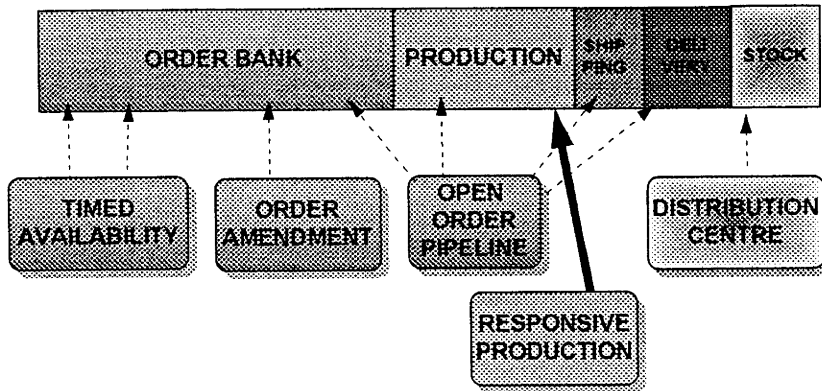 ORDER BANK
PRODUCTION
SHIP
PING
DELI
VERY
STOCK
TIMED
AVAILABILITY
ORDER
AMENDMENT
OPEN
ORDER
PIPELINE
DISTRIBUTION
CENTRE
RESPONSIVE
PRODUCTION